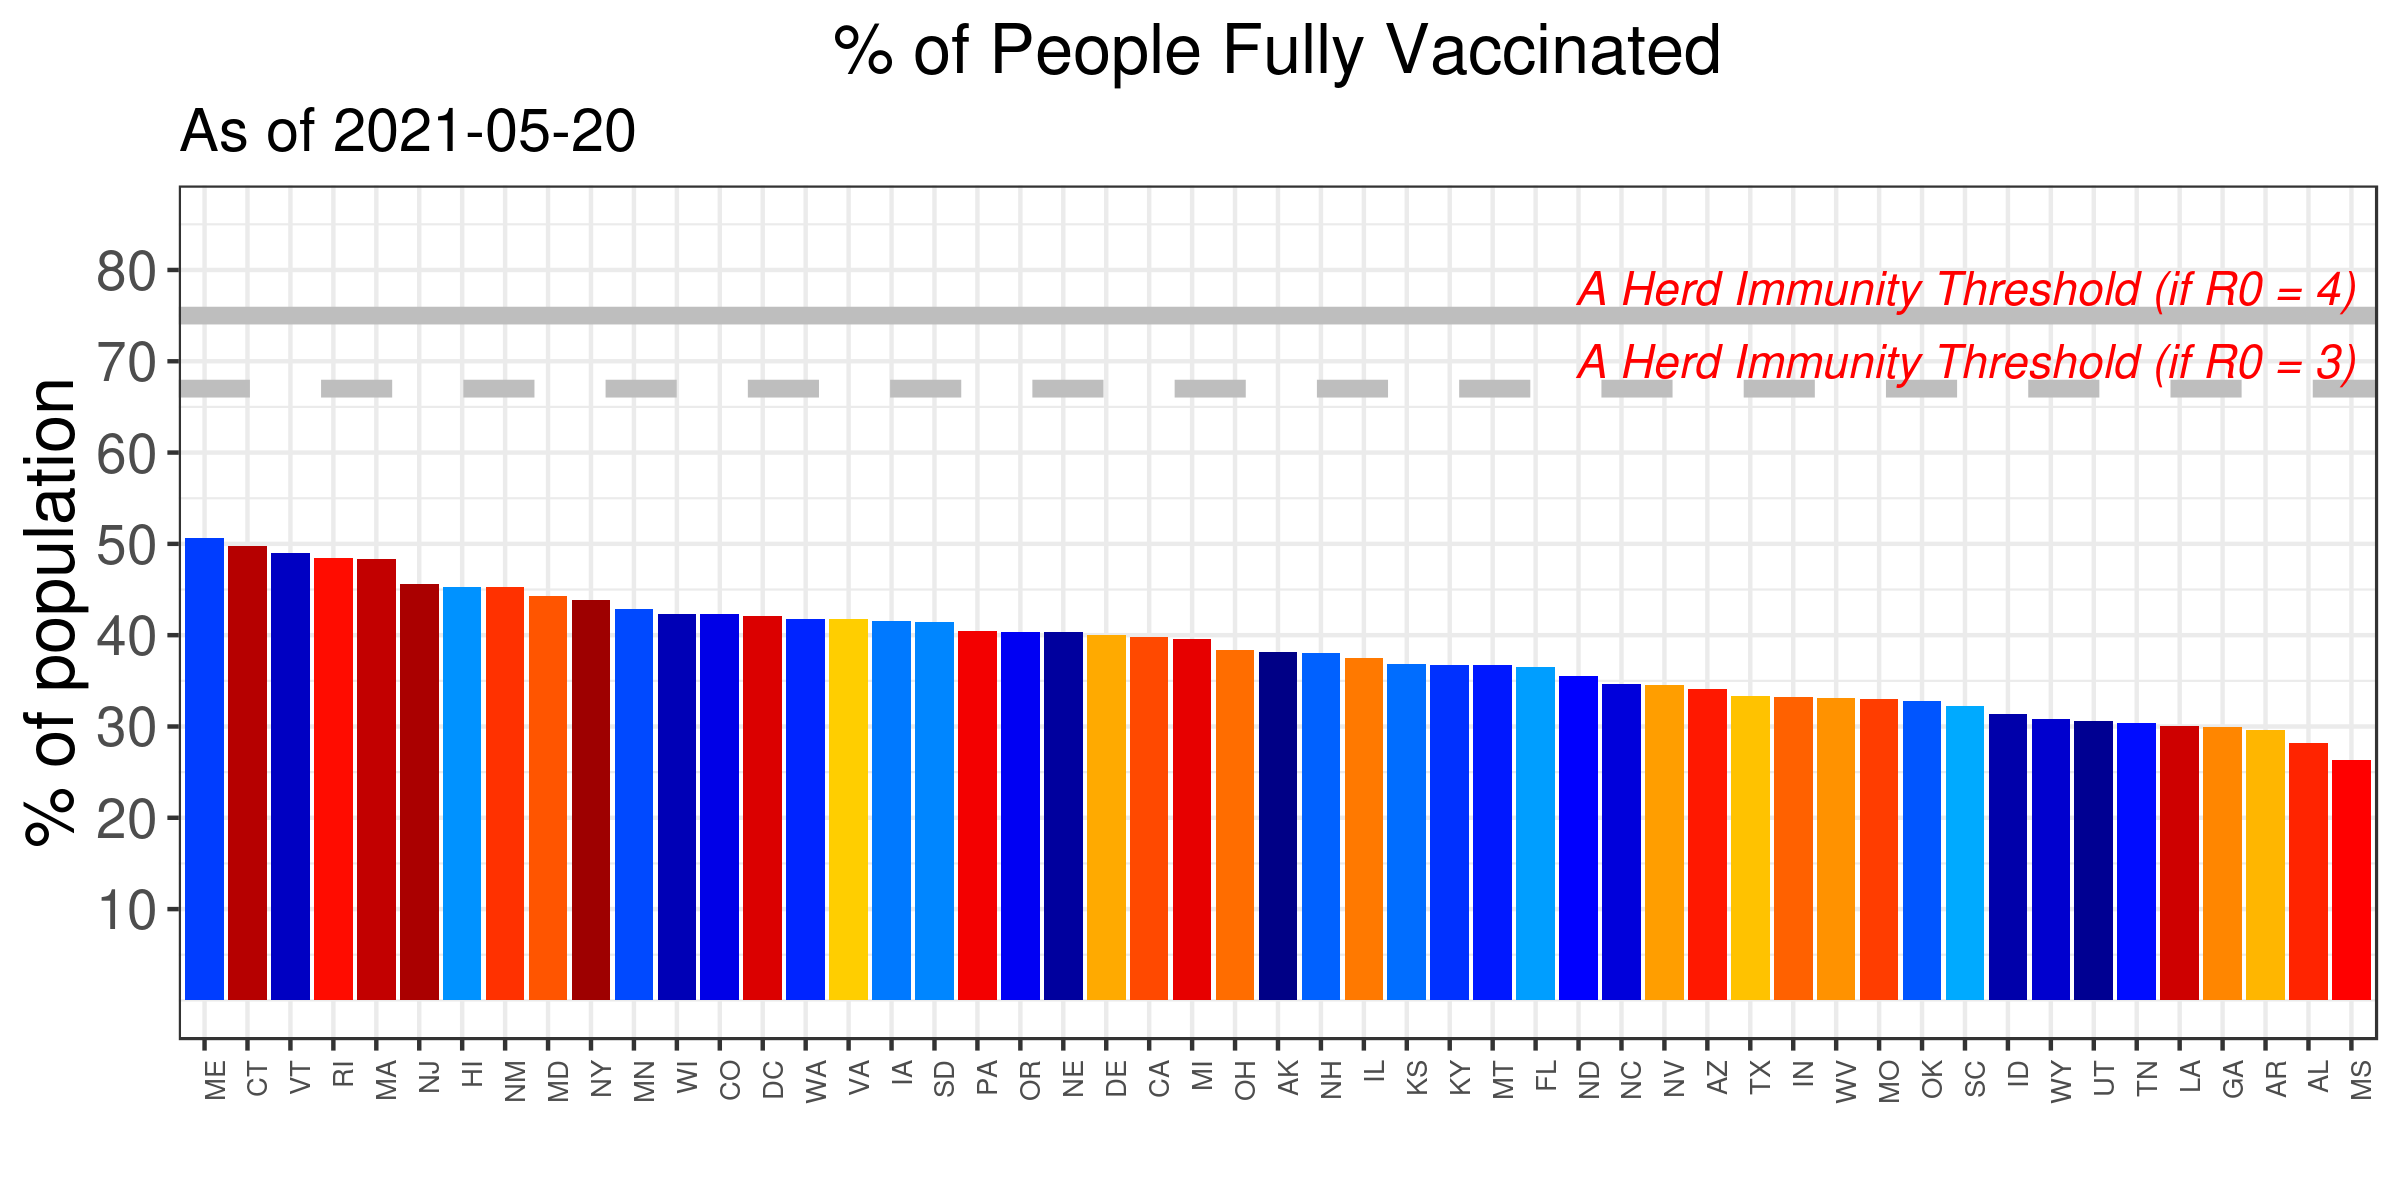 % of People Fully Vaccinated
As of 2021-05-20
% of population
80
70
60
50
40
30
20
10
A Herd Immunity Threshold (if R0 = 4)
A Herd Immunity Threshold (if R0 = 3)
ME CT VT RI MA NJ HI NM MD NY MN WI CO DC WA VA IA SD PA OR NE DE CA MI OH AK NH IL KS KY MT FL ND NC NV AZ TX IN WV MO OK SC ID WY UT TN LA GA AR AL MS